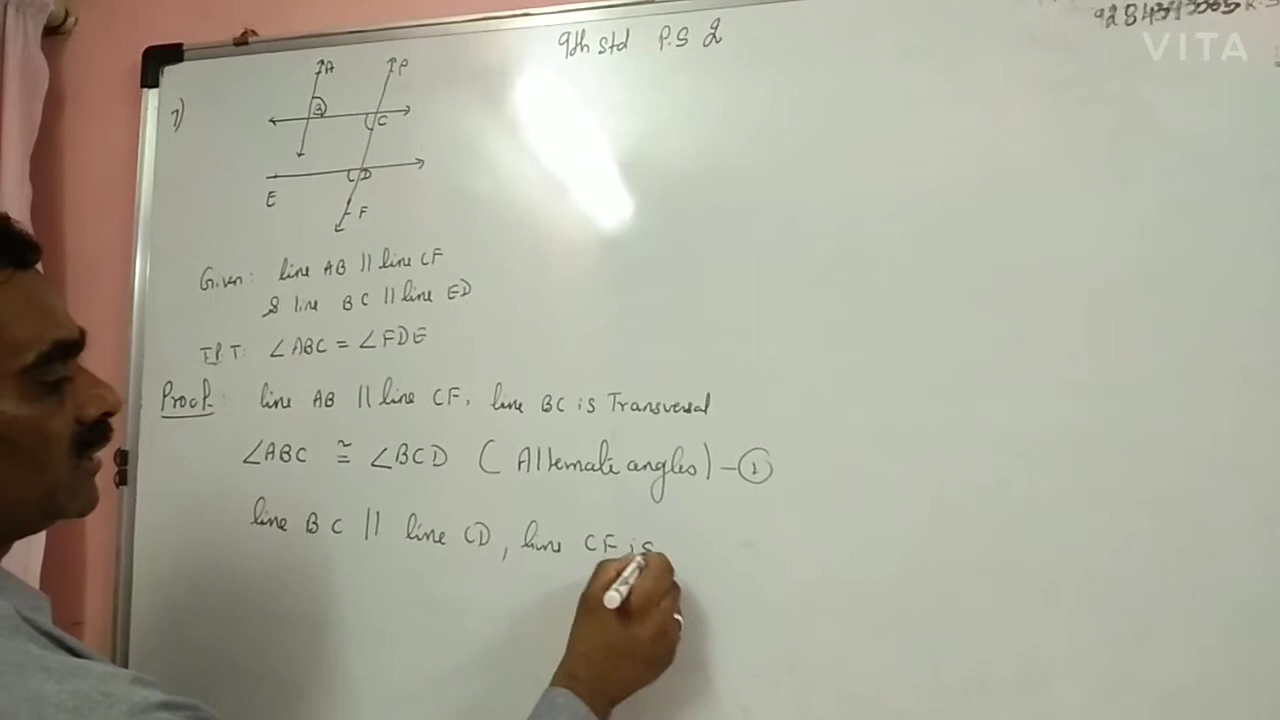 9th std P.S 2
VITA
7)
A
P
B
C
D
E
F
Given: line AB || line CF
& line BC || line ED
T.P.T: ∠ABC = ∠FDE
Proof: line AB || line CF, line BC is Transversal
∠ABC ≅ ∠BCD (Alternate angles) - ①
line BC || line CD, line CF is